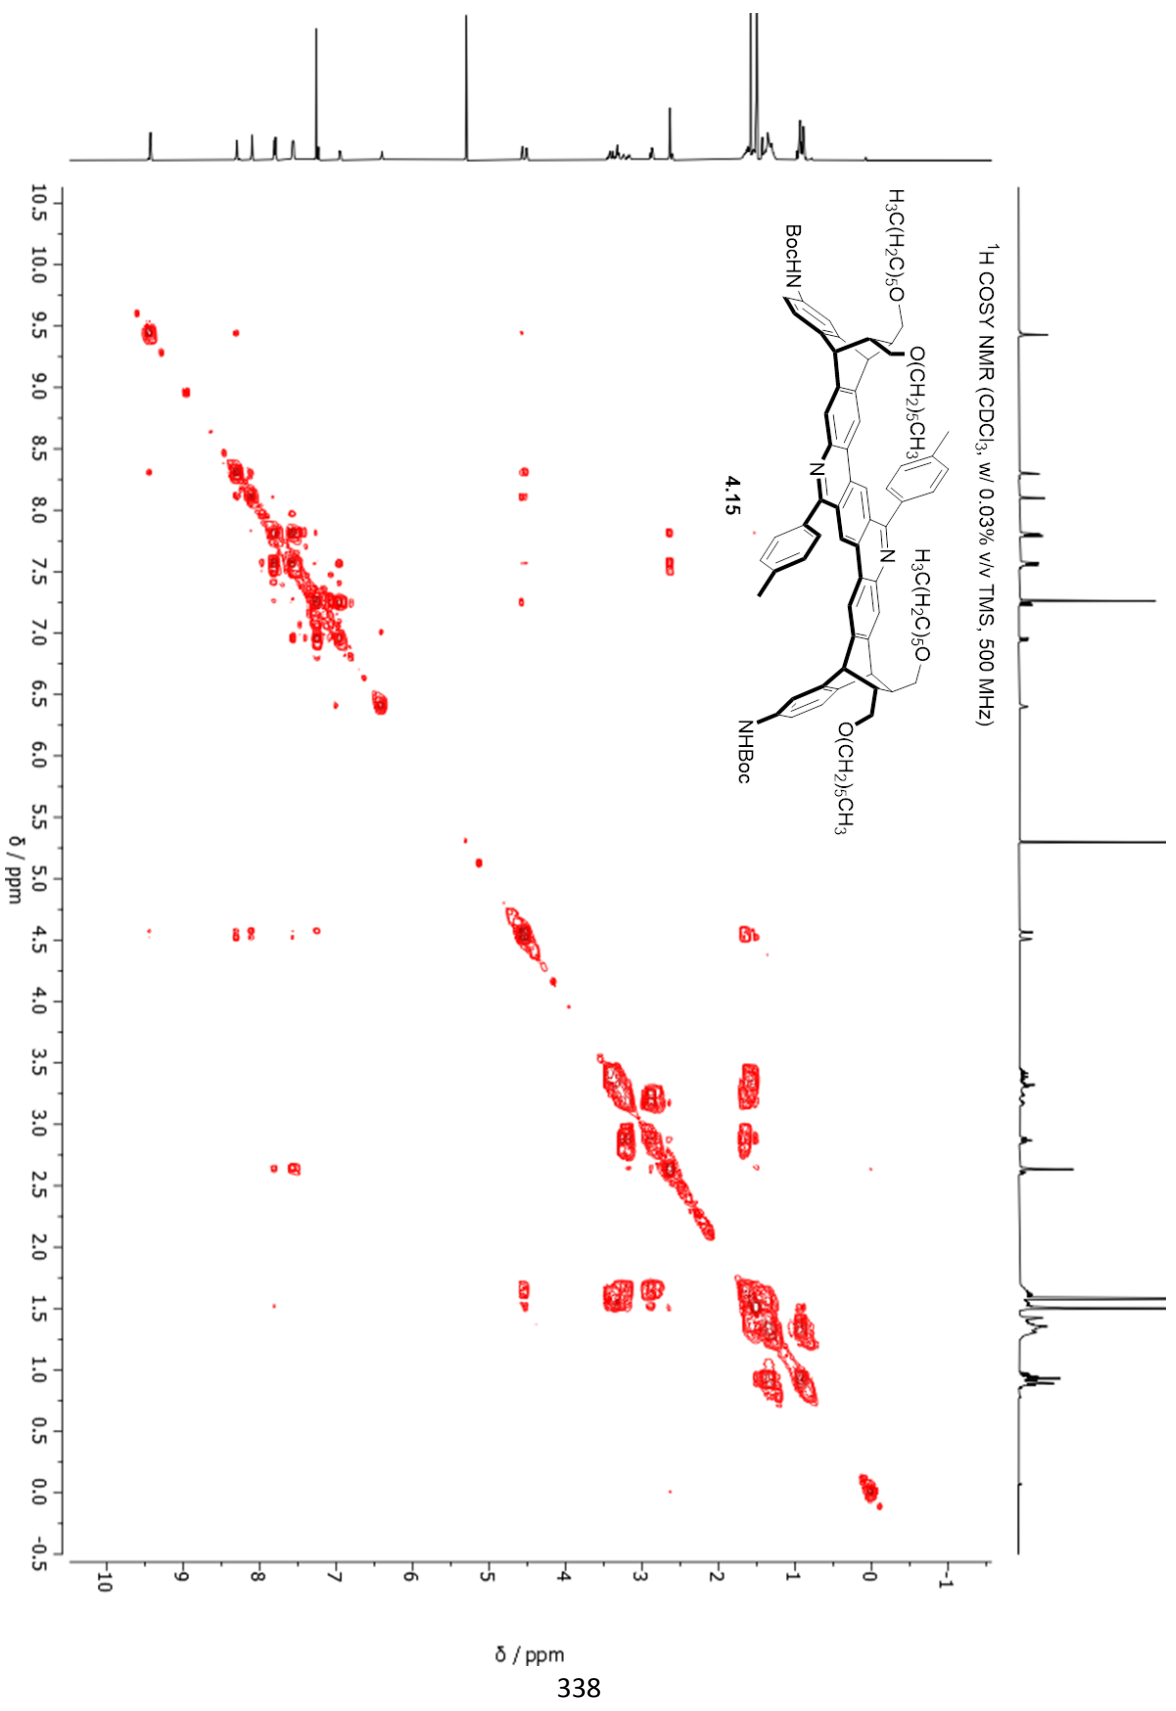 ¹H COSY NMR (CDCl₃, w/ 0.03% v/v TMS, 500 MHz)
H₃C(H₂C)₅O
O(CH₂)₅CH₃
BocHN
N
N
4.15
H₃C(H₂C)₅O
O(CH₂)₅CH₃
NHBoc
10.5 10.0 9.5 9.0 8.5 8.0 7.5 7.0 6.5 6.0 5.5 5.0 4.5 4.0 3.5 3.0 2.5 2.0 1.5 1.0 0.5 0.0 -0.5
δ / ppm
10 9 8 7 6 5 4 3 2 1 0 -1
δ / ppm
338